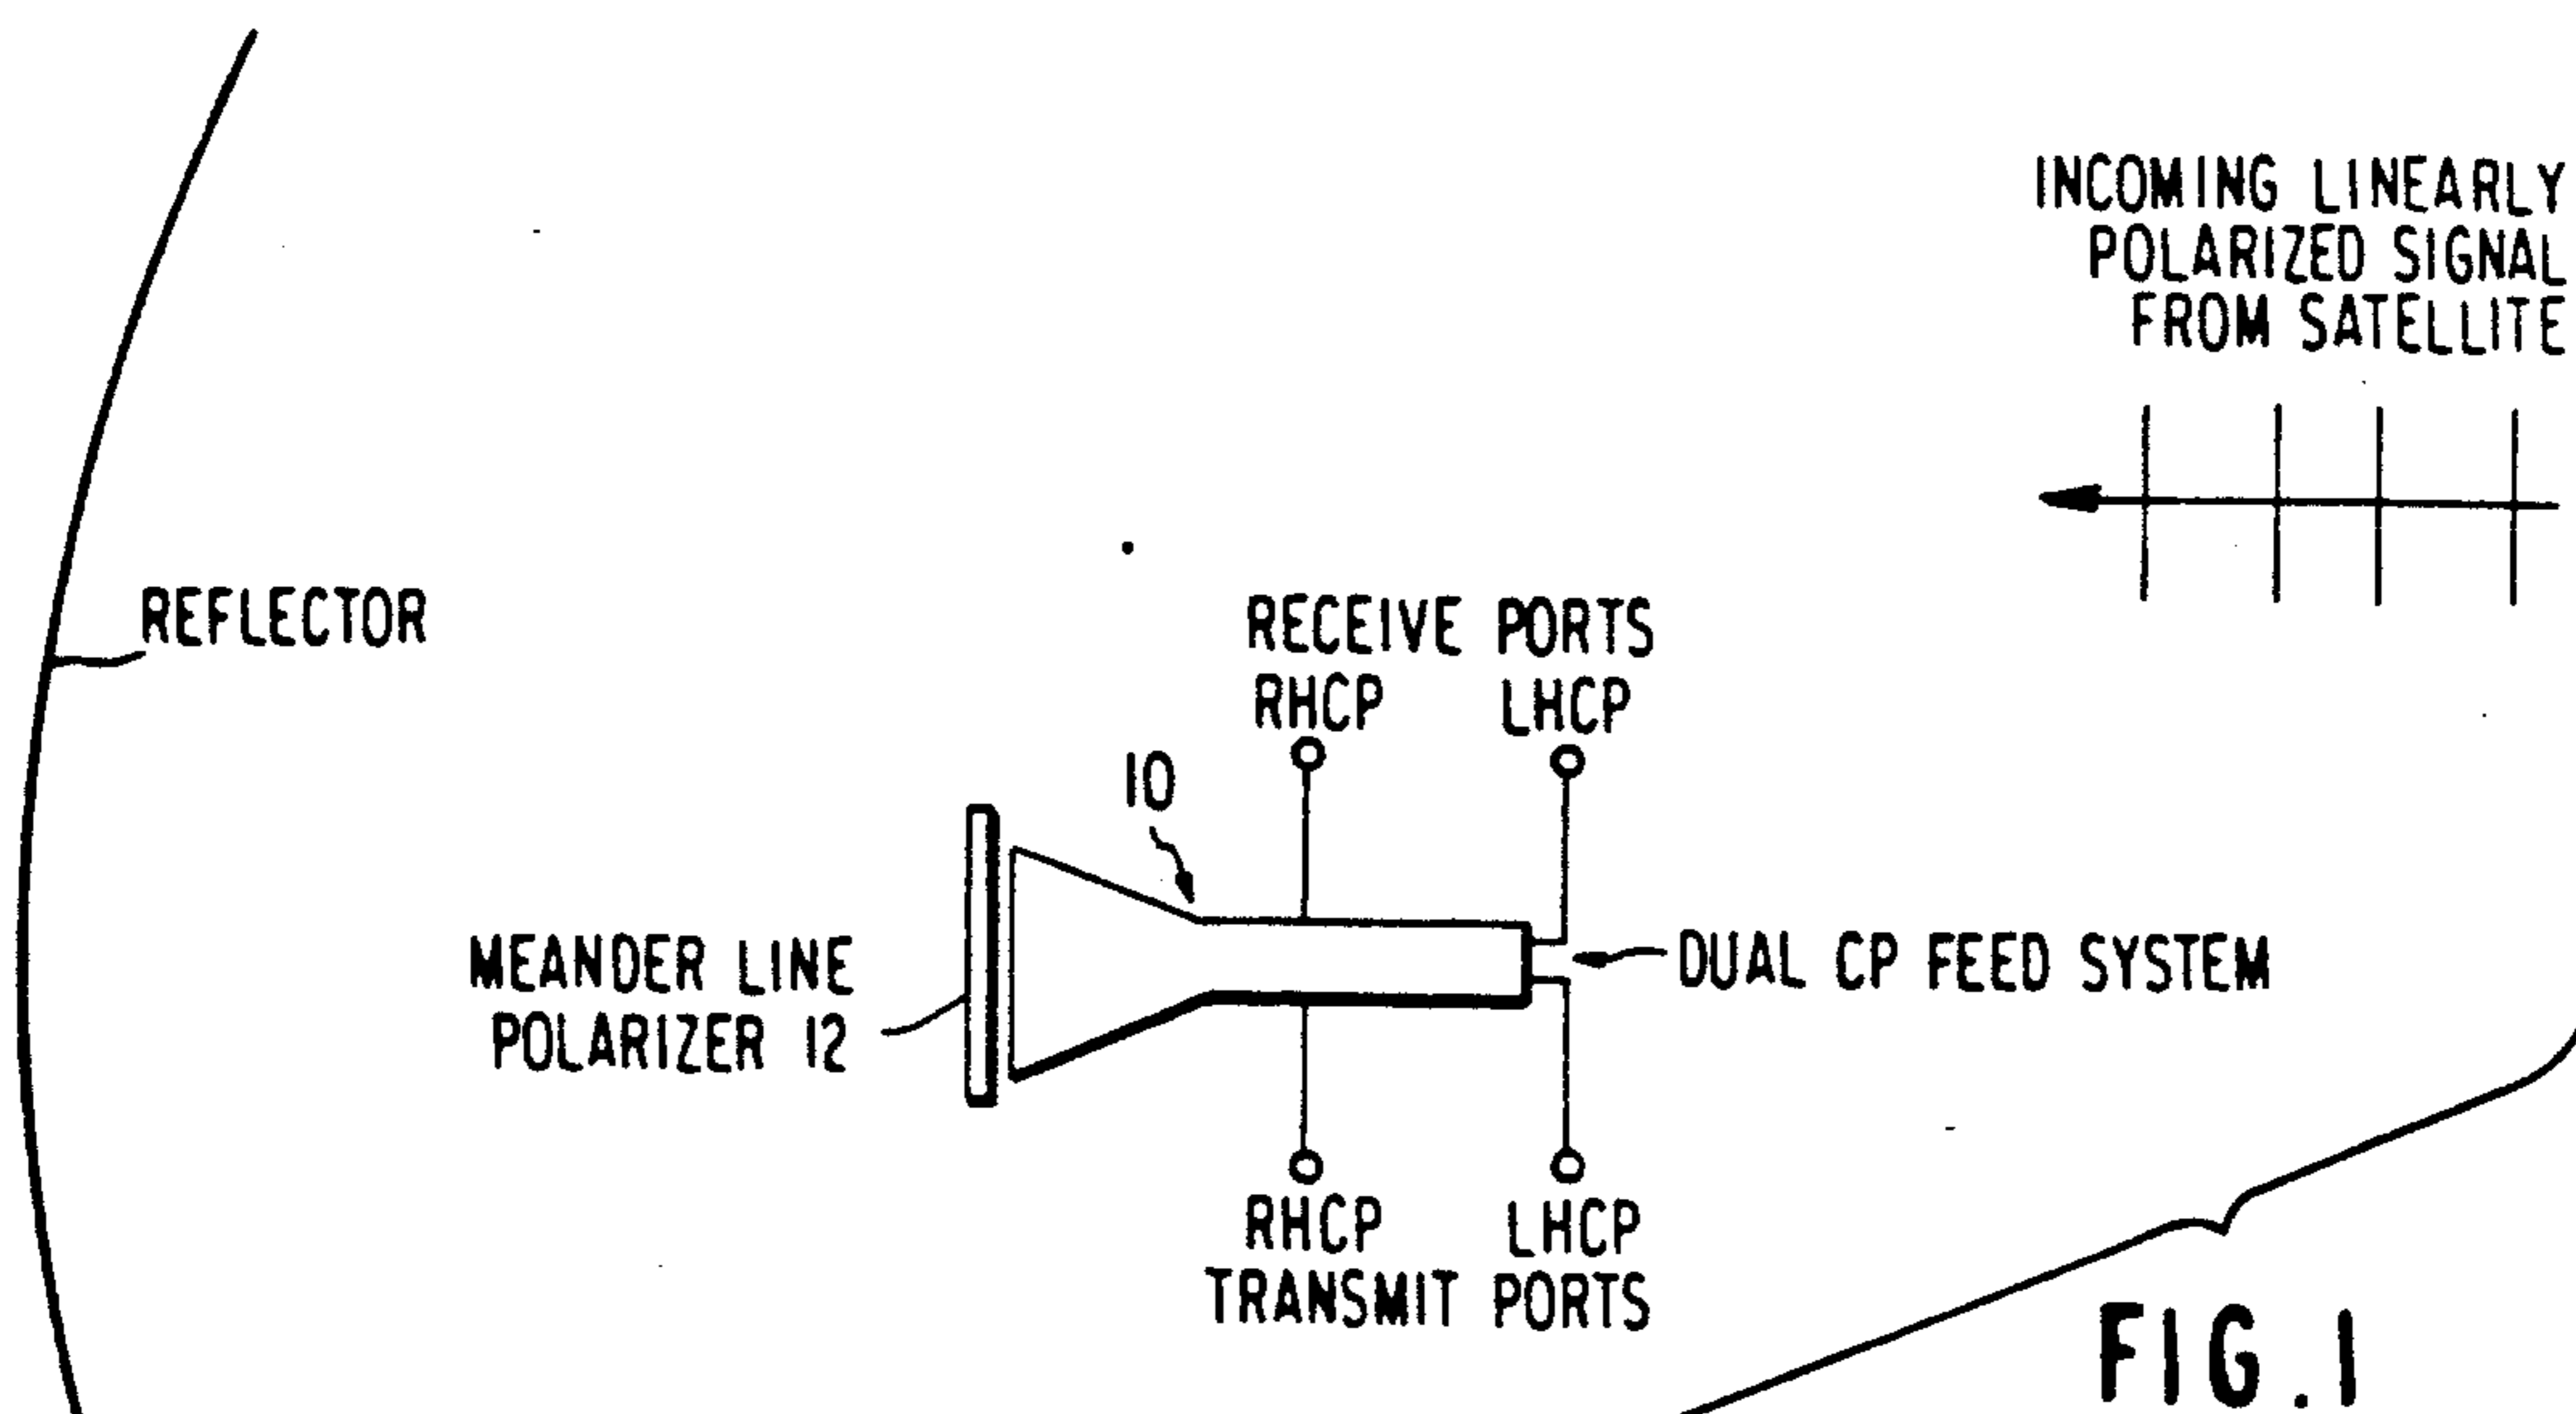 INCOMING LINEARLY
POLARIZED SIGNAL
FROM SATELLITE
REFLECTOR
RECEIVE PORTS
RHCP LHCP
10
MEANDER LINE
POLARIZER 12
DUAL CP FEED SYSTEM
RHCP LHCP
TRANSMIT PORTS
FIG.1